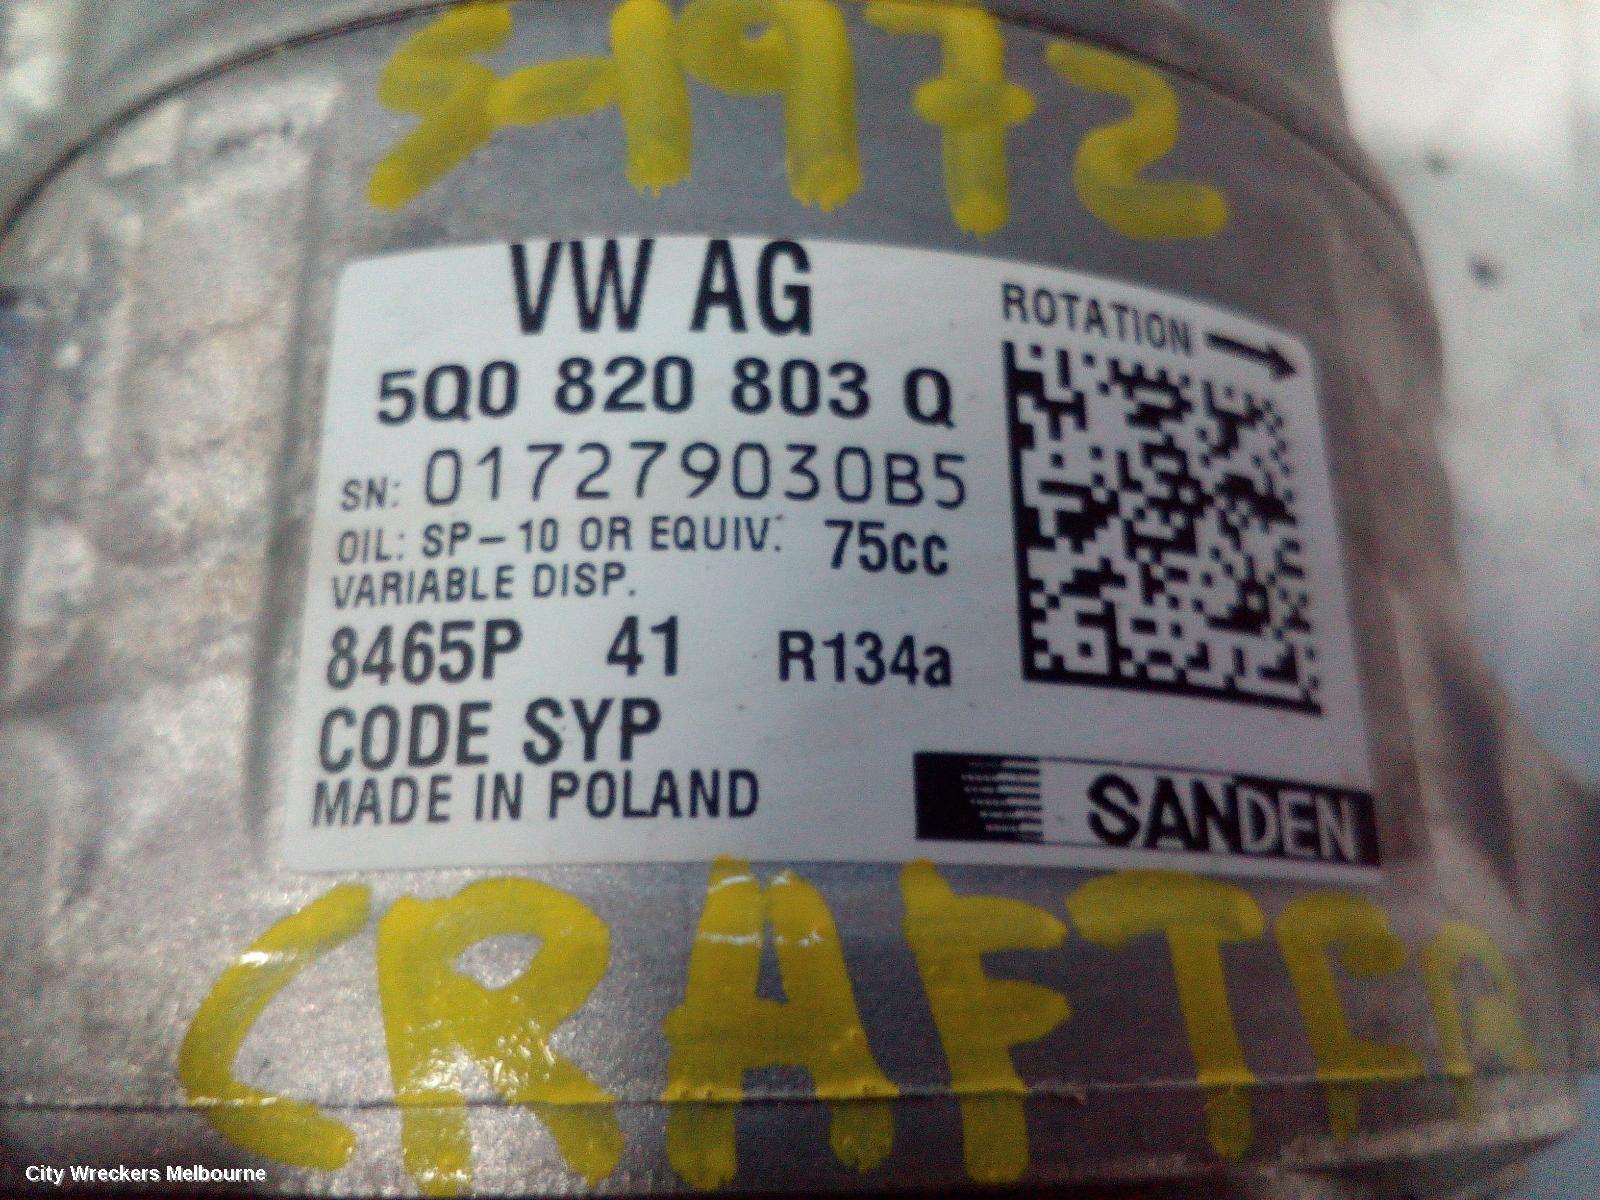 S-1972
VW AG
ROTATION
5Q0 820 803 Q
SN: 017279030B5
OIL: SP-10 OR EQUIV. 75cc
VARIABLE DISP.
8465P 41 R134a
CODE SYP
MADE IN POLAND
SANDEN
CRAFTER
City Wreckers Melbourne